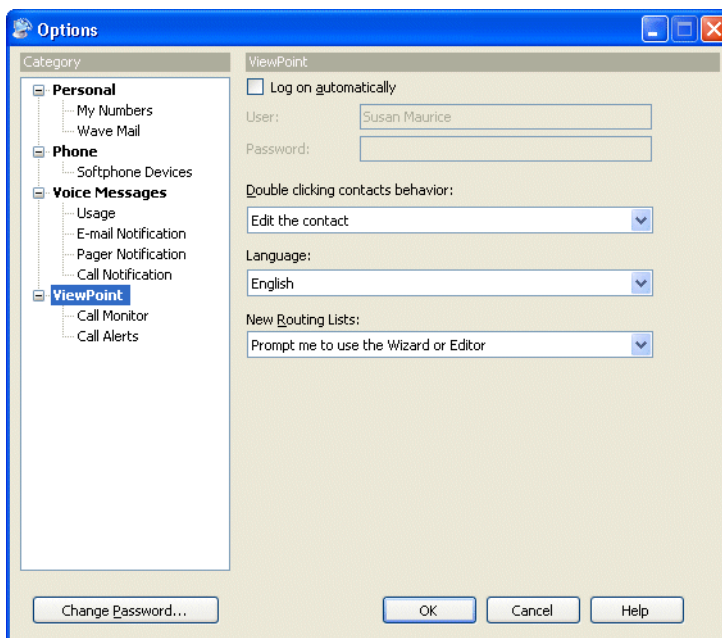 Options
Category
Personal
My Numbers
Wave Mail
Phone
Softphone Devices
Voice Messages
Usage
E-mail Notification
Pager Notification
Call Notification
ViewPoint
Call Monitor
Call Alerts
ViewPoint
Log on automatically
User: Susan Maurice
Password:
Double clicking contacts behavior:
Edit the contact
Language:
English
New Routing Lists:
Prompt me to use the Wizard or Editor
Change Password... OK Cancel Help